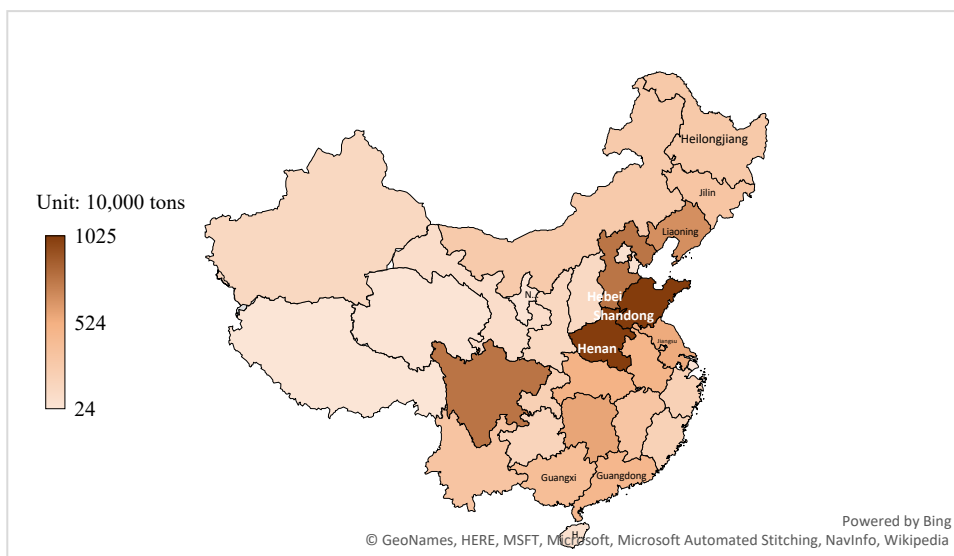 Heilongjiang
Jilin
Unit: 10,000 tons
Liaoning
1025
N...
Hebei
Shandong
524
Jiangsu
Henan
24
Guangxi
Guangdong
H...
Powered by Bing
© GeoNames, HERE, MSFT, Microsoft, Microsoft Automated Stitching, NavInfo, Wikipedia